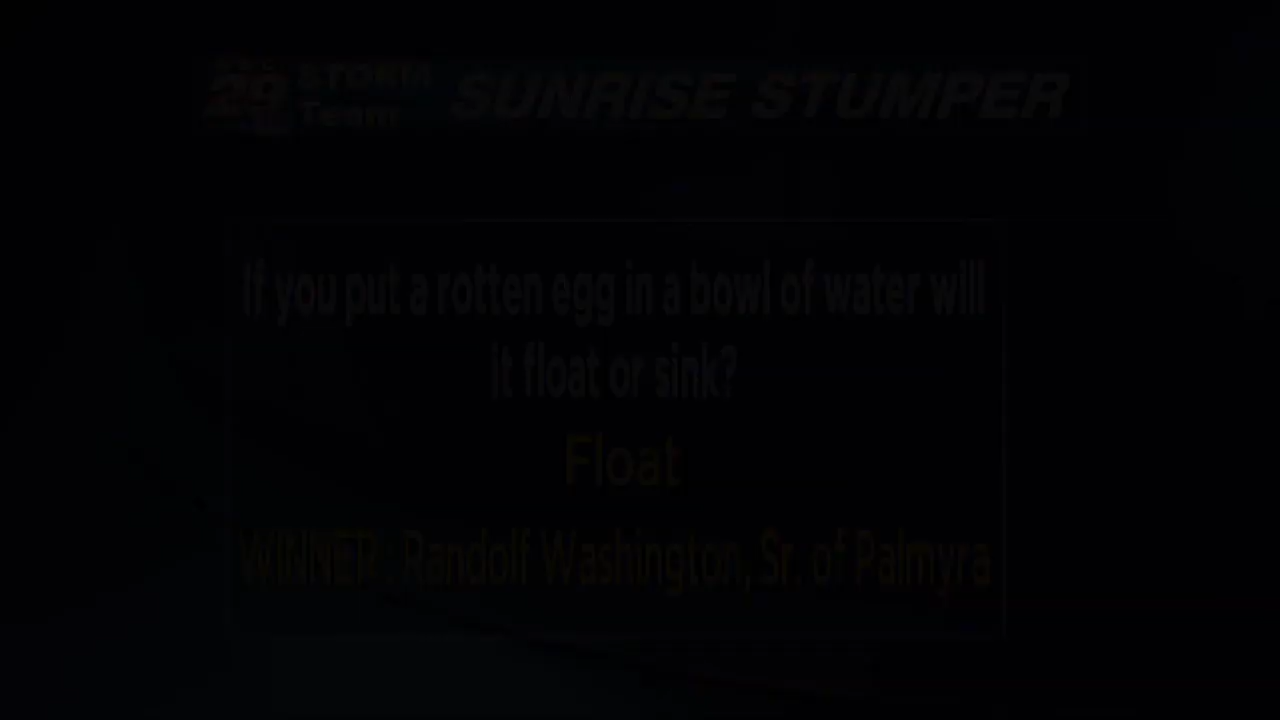 29 STORM
Team
SUNRISE STUMPER
If you put a rotten egg in a bowl of water will
it float or sink?
Float
WINNER: Randolf Washington, Sr. of Palmyra